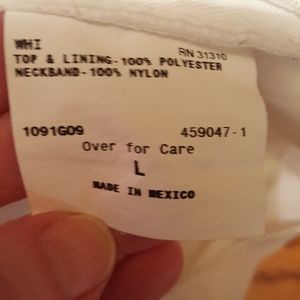 WHI RN 31310
TOP & LINING-100% POLYESTER
NECKBAND-100% NYLON
1091G09 459047-1
Over for Care
L
MADE IN MEXICO